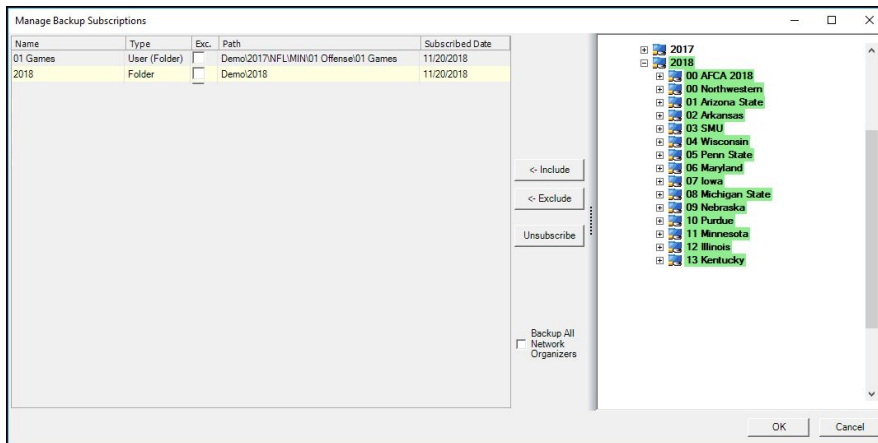 Manage Backup Subscriptions
Name Type Exc. Path Subscribed Date
01 Games User (Folder) Demo\2017\NFL\MIN\01 Offense\01 Games 11/20/2018
2018 Folder Demo\2018 11/20/2018
<- Include
<- Exclude
Unsubscribe
Backup All
Network
Organizers
2017
2018
00 AFCA 2018
00 Northwestern
01 Arizona State
02 Arkansas
03 SMU
04 Wisconsin
05 Penn State
06 Maryland
07 Iowa
08 Michigan State
09 Nebraska
10 Purdue
11 Minnesota
12 Illinois
13 Kentucky
OK Cancel